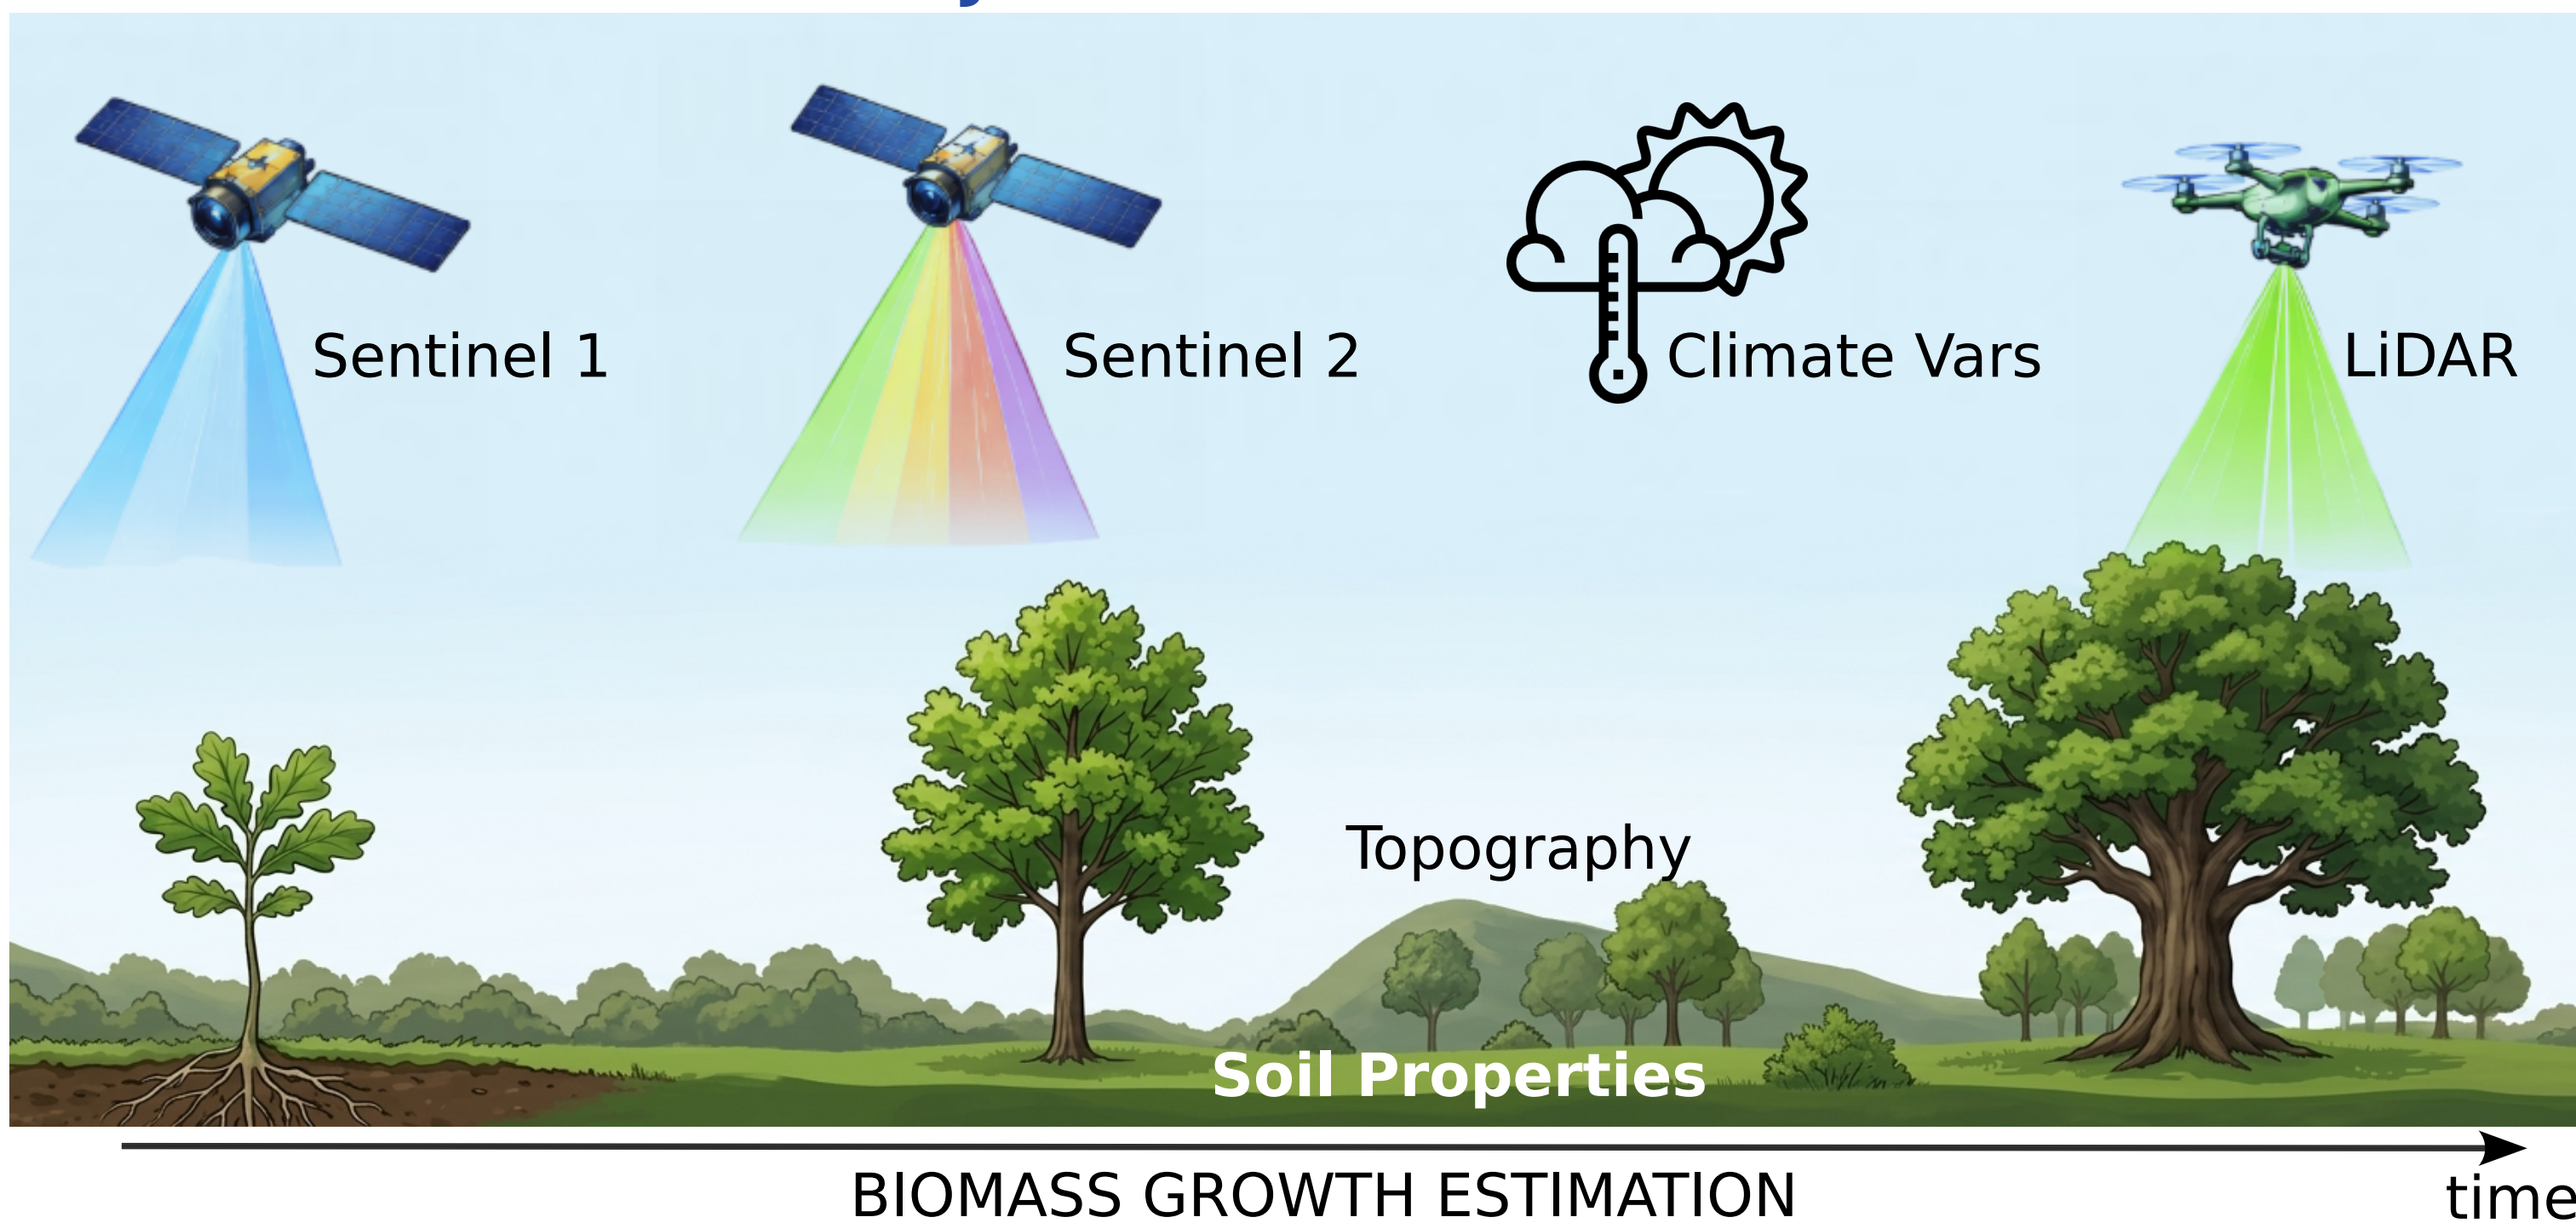 Sentinel 1
Sentinel 2
Climate Vars
LiDAR
Topography
Soil Properties
BIOMASS GROWTH ESTIMATION
time